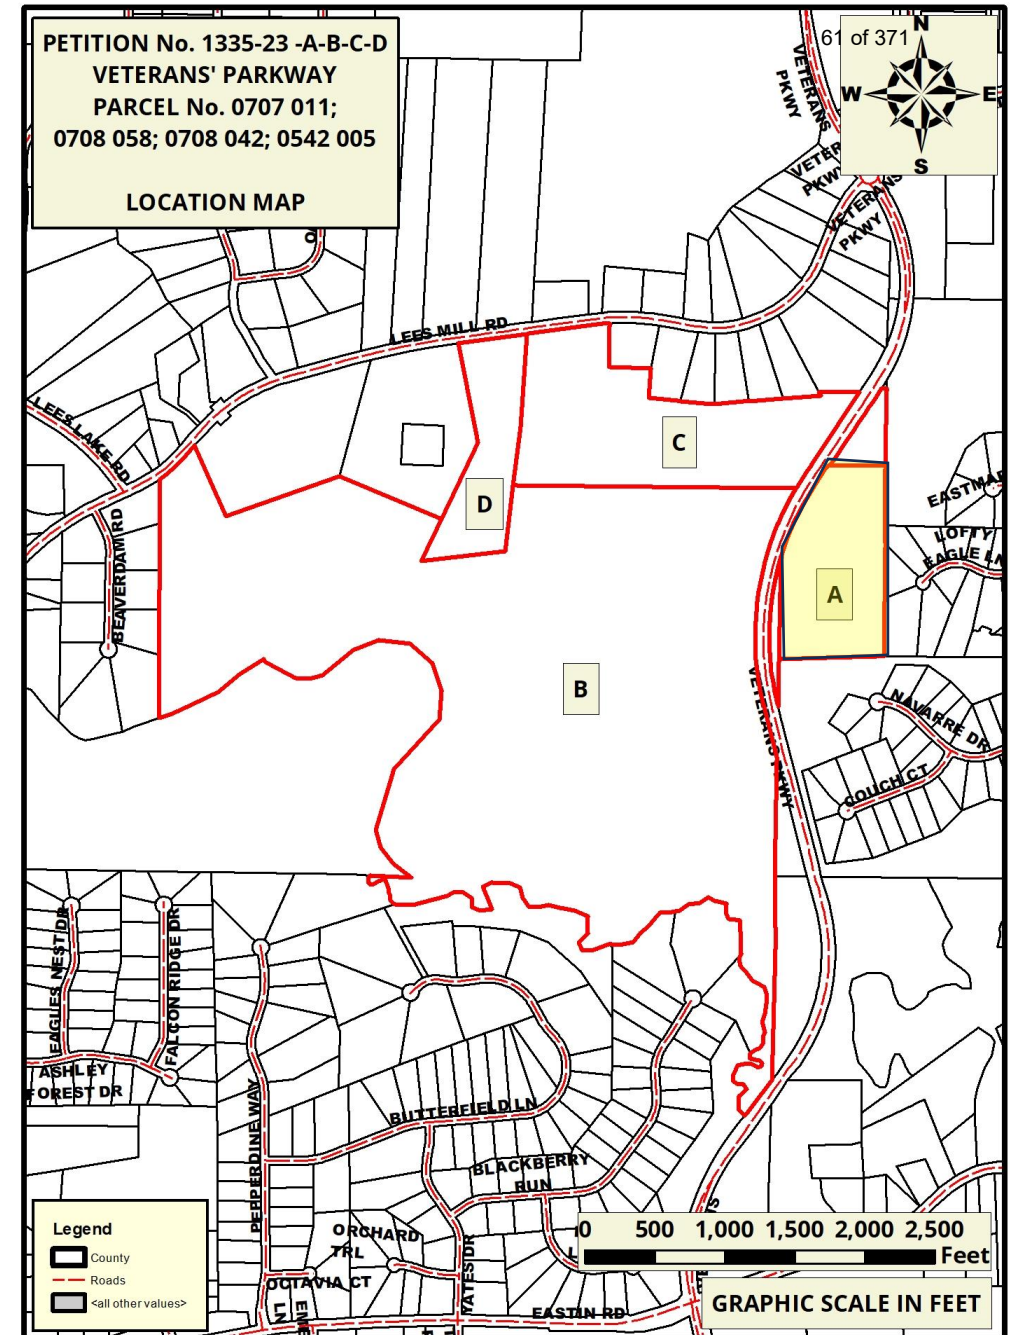 PETITION No. 1335-23 -A-B-C-D
VETERANS' PARKWAY
PARCEL No. 0707 011;
0708 058; 0708 042; 0542 005
LOCATION MAP
61 of 371
N
W
E
S
VETERANS
PKWY
VETERANS
PKWY
LEES MILL RD
LEES LAKE RD
BEAVERDAM RD
C
D
A
B
EASTMAR
LOFTY
EAGLE LN
NAVARRE DR
COUCH CT
VETERANS PKWY
EAGLES NEST DR
FALCON RIDGE DR
ASHLEY
FOREST DR
PEPPERDINE WAY
BUTTERFIELD LN
BLACKBERRY
RUN
ORCHARD
TRL
OCTAVIA CT
LN
YATES DR
EASTIN RD
Legend
County
Roads
<all other values>
0 500 1,000 1,500 2,000 2,500
Feet
GRAPHIC SCALE IN FEET